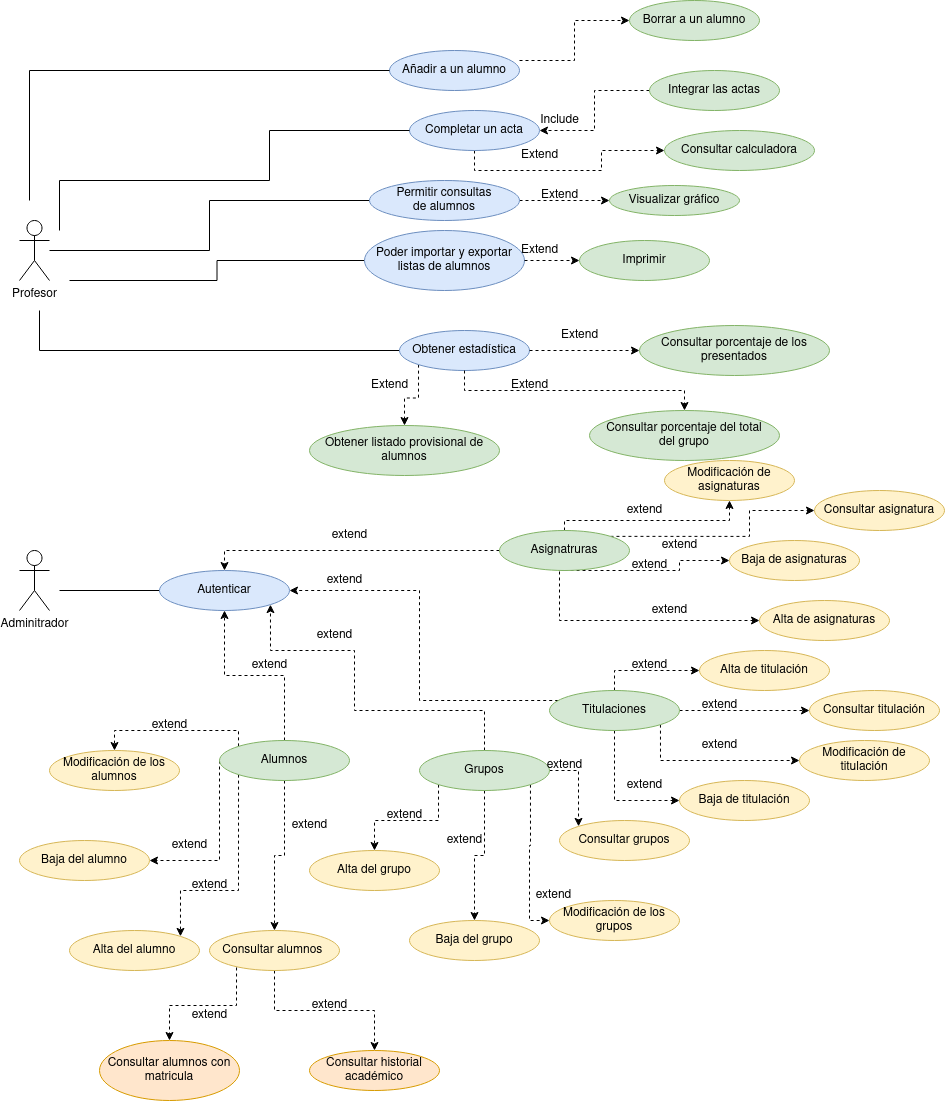 Borrar a un alumno
Añadir a un alumno
Integrar las actas
Include
Completar un acta
Extend
Consultar calculadora
Permitir consultas
de alumnos
Extend
Visualizar gráfico
Poder importar y exportar
listas de alumnos
Extend
Imprimir
Profesor
Extend
Obtener estadística
Consultar porcentaje de los
presentados
Extend
Extend
Obtener listado provisional de
alumnos
Consultar porcentaje del total
del grupo
Modificación de
asignaturas
extend
Consultar asignatura
extend
Asignatruras
extend
extend
Baja de asignaturas
Autenticar
extend
extend
Alta de asignaturas
Adminitrador
extend
extend
extend
Alta de titulación
Titulaciones
extend
Consultar titulación
extend
Modificación de
titulación
extend
Baja de titulación
extend
Modificación de los
alumnos
Alumnos
Grupos
extend
Consultar grupos
extend
extend
extend
extend
Baja del alumno
Alta del grupo
extend
extend
Modificación de los
grupos
Alta del alumno
Consultar alumnos
Baja del grupo
extend
extend
Consultar alumnos con
matricula
Consultar historial
académico